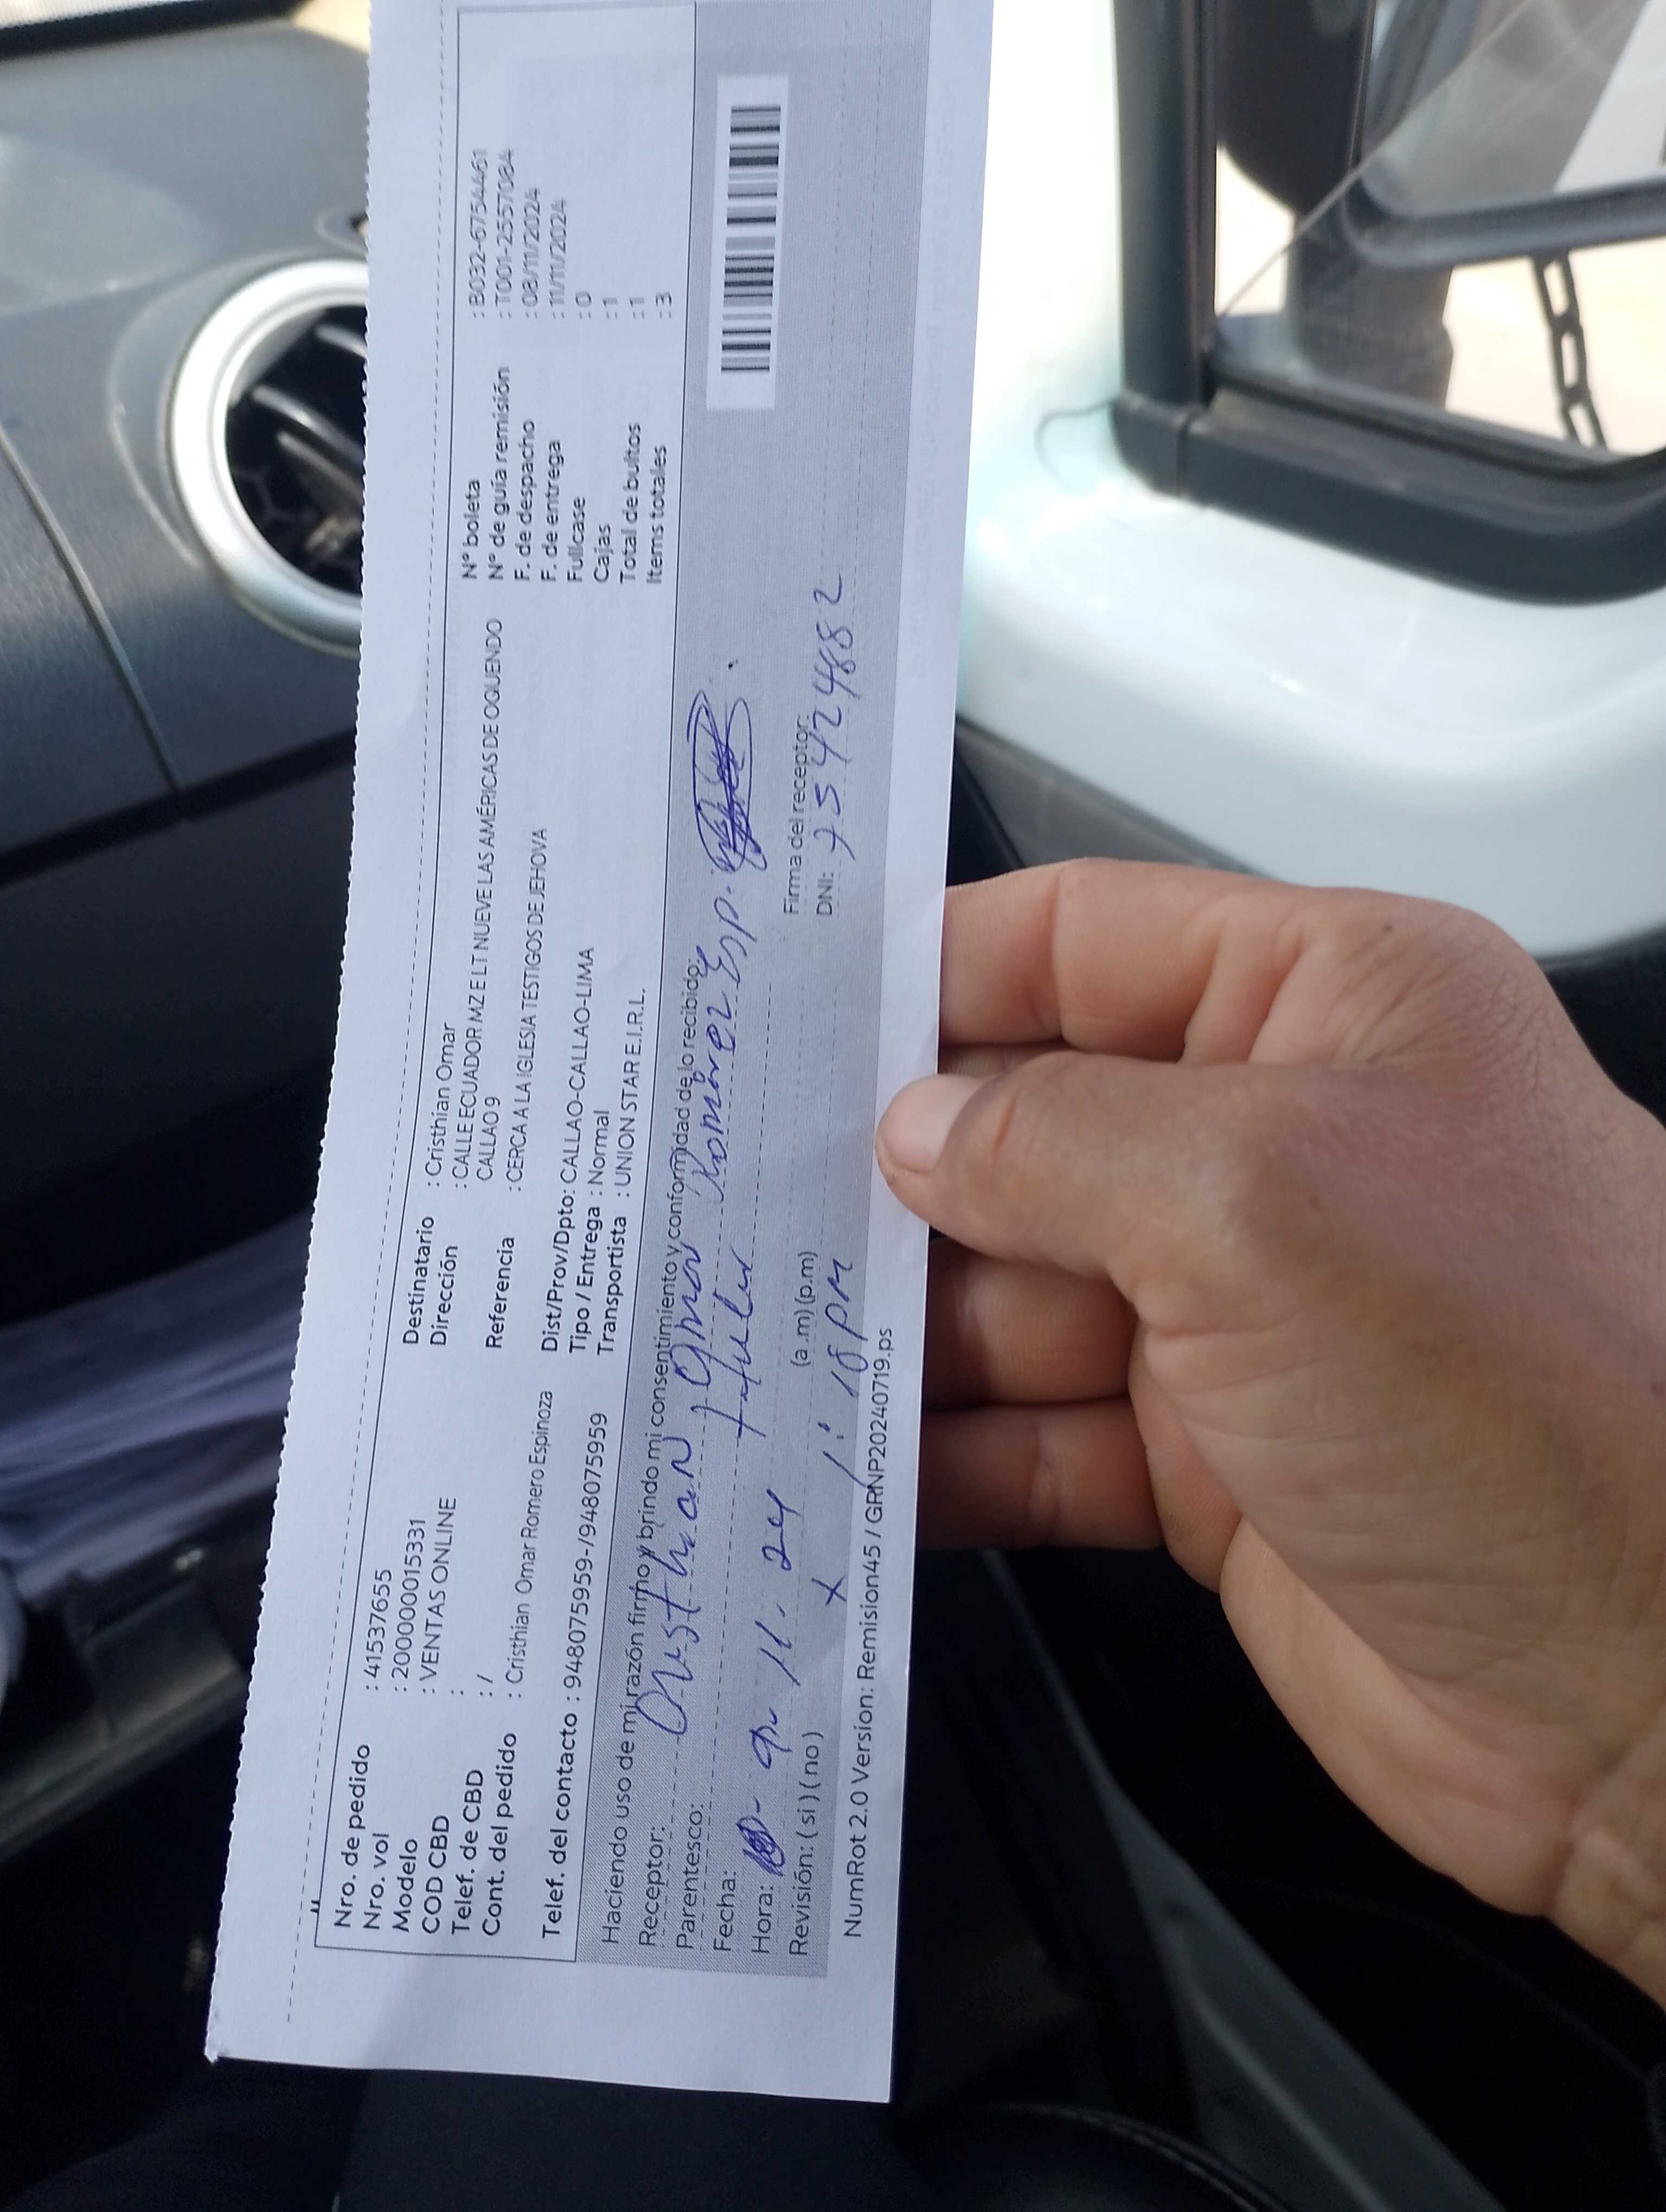 Nro. de pedido : 41537655
Nro. vol : 20000000015331
Modelo : VENTAS ONLINE
COD CBD :
Telef. de CBD : /
Cont. del pedido : Cristhian Omar Romero Espinoza
Telef. del contacto : 948075959-/948075959
Destinatario : Cristhian Omar
Dirección : CALLE ECUADOR MZ E LT NUEVE LAS AMÉRICAS DE OQUENDO
CALLAO 9
Referencia : CERCA A LA IGLESIA TESTIGOS DE JEHOVA
Dist/Prov/Dpto: CALLAO-CALLAO-LIMA
Tipo / Entrega : Normal
Transportista : UNION STAR E.I.R.L.
N° boleta : B032-67544461
N° de guía remisión : T001-2557084
F. de despacho : 08/11/2024
F. de entrega : 11/11/2024
Fullcase : 0
Cajas : 1
Total de bultos : 1
Items totales : 3
Haciendo uso de mi razón firmo y brindo mi consentimiento y conformidad de lo recibido:
Receptor: Cristhian Omar Romero Esp.
Parentesco: titular
Fecha: 9- 11. 24
Hora: 1:18 pm (a.m) (p.m)
Revisión: ( si ) ( no ) x
Firma del receptor:
DNI: 75427882
NumRot 2.0 Version: Remision45 / GRNP20240719.ps